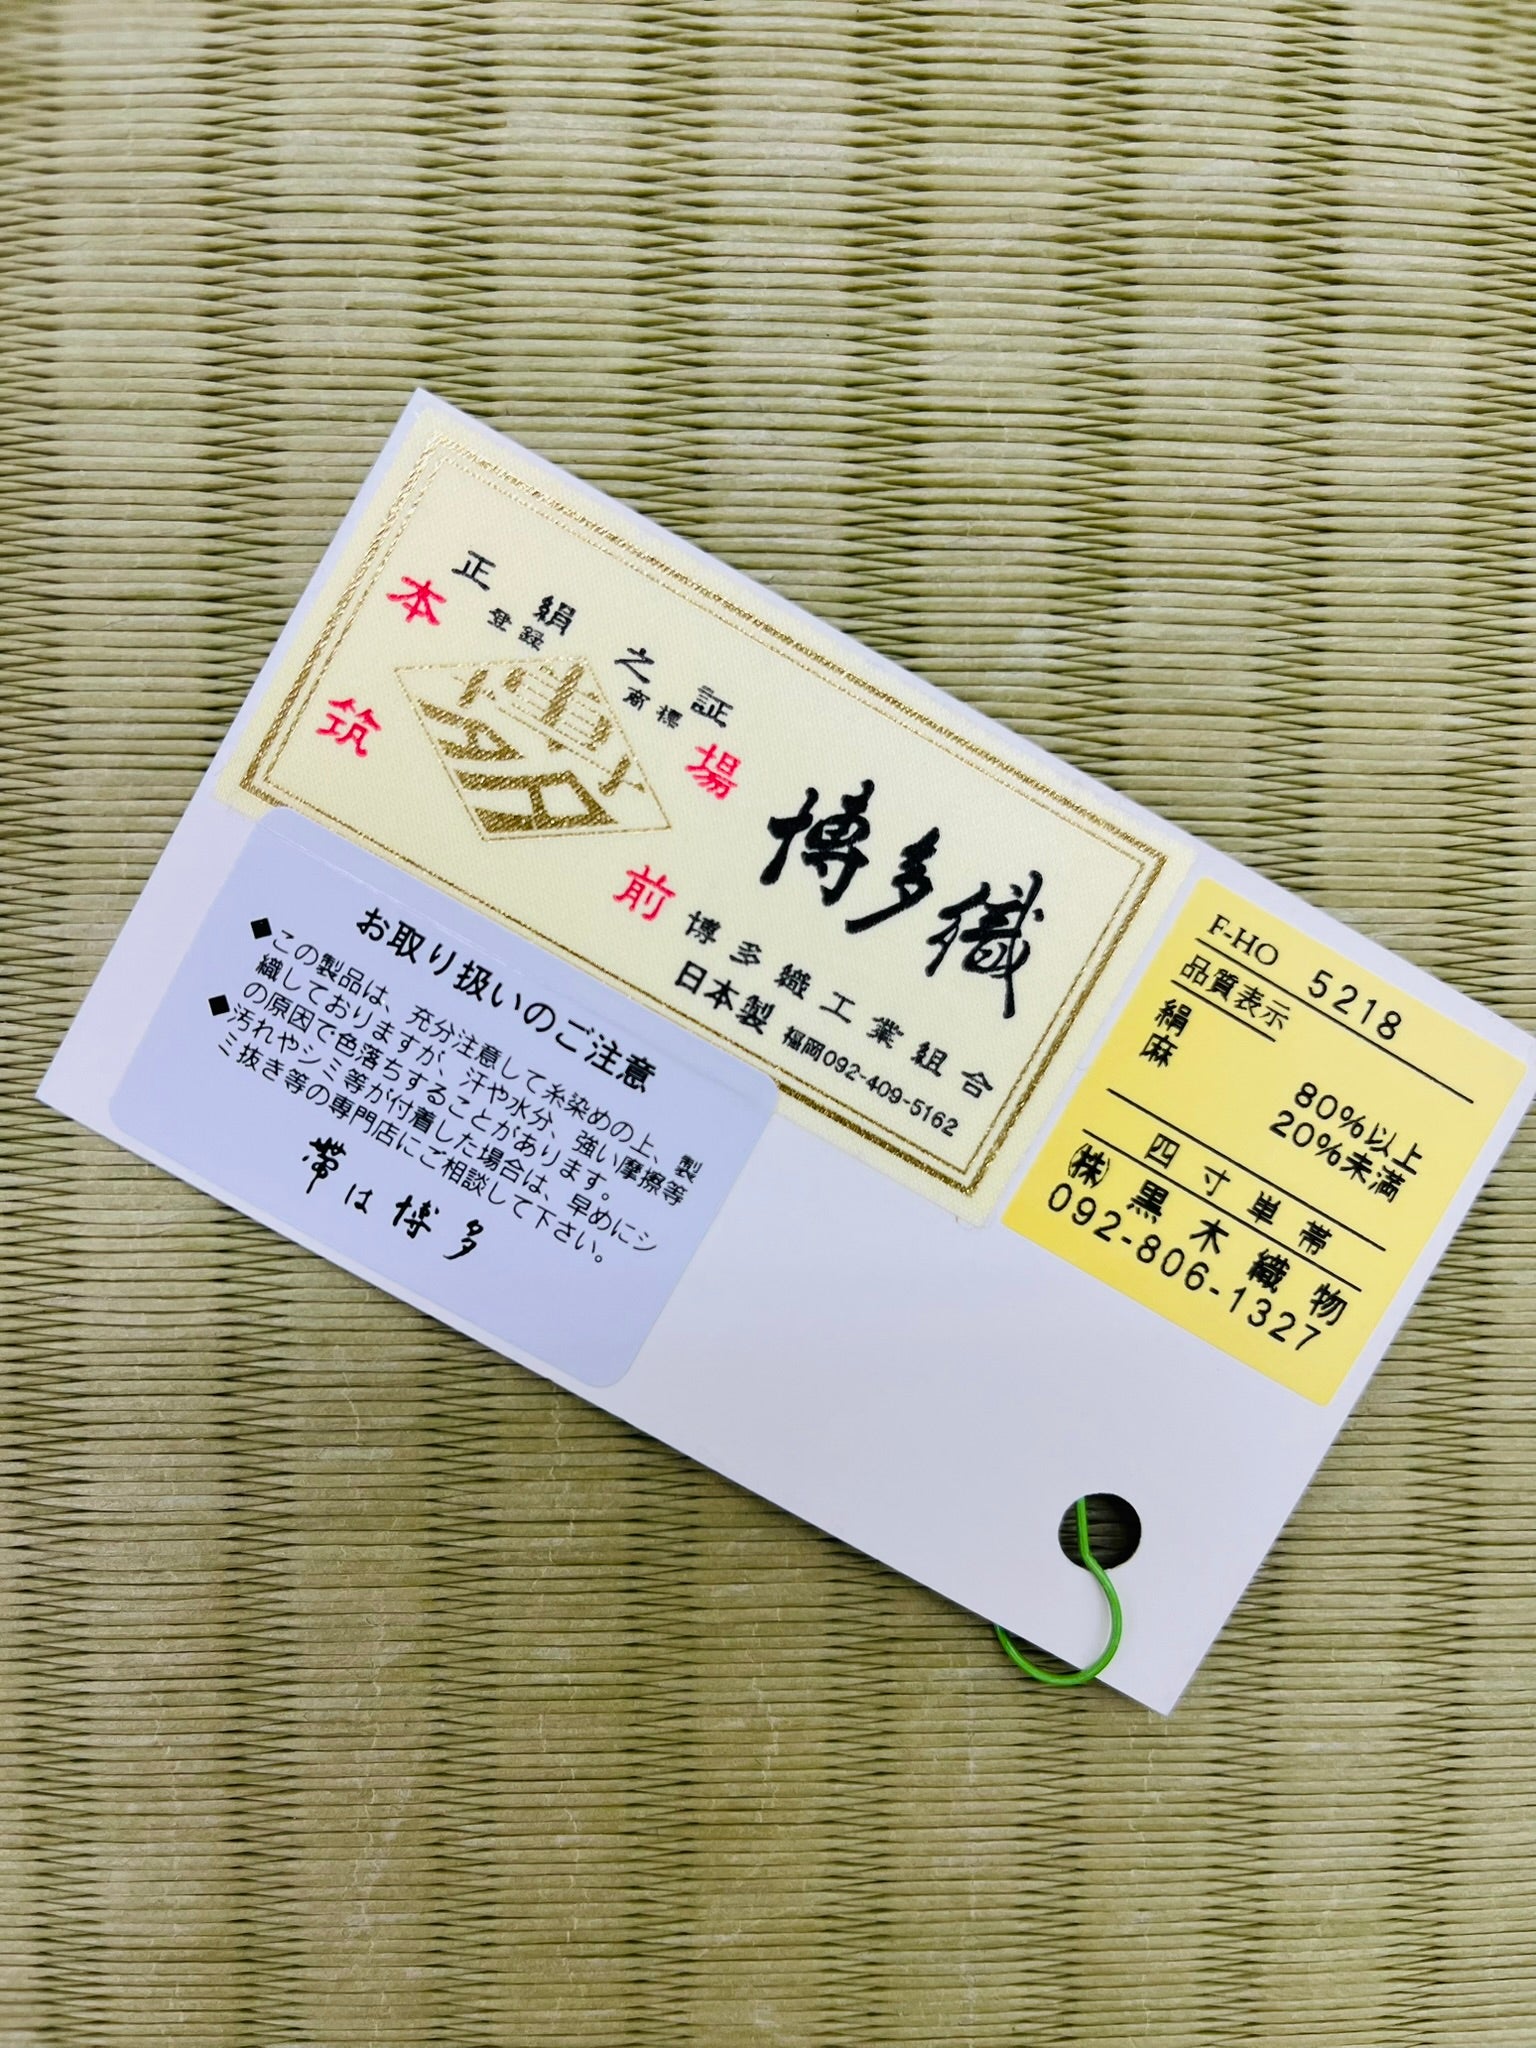 正絹之証
登録商標
本場
筑前
博多織
博多織工業組合
日本製 福岡092-409-5162
F-HO 5218
品質表示
絹 80%以上
麻 20%未満
四寸単帯
㈱黒木織物
092-806-1327
お取り扱いのご注意
◆この製品は、充分注意して糸染めの上、製
織しておりますが、汗や水分、強い摩擦等
の原因で色落ちすることがあります。
◆汚れやシミ等が付着した場合は、早めにシ
ミ抜き等の専門店にご相談して下さい。
帯は博多